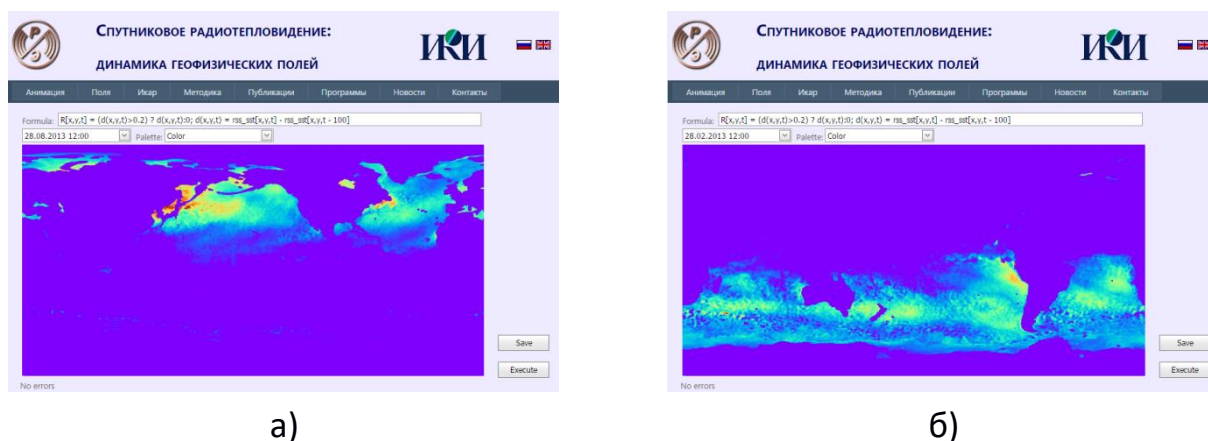 Спутниковое радиотепловидение:
динамика геофизических полей
ИКИ
РЭ
Анимация Поля Икар Методика Публикации Программы Новости Контакты
Formula: R[x,y,t] = (d(x,y,t)>0.2) ? d(x,y,t):0; d(x,y,t) = rss_sst[x,y,t] - rss_sst[x,y,t - 100]
28.08.2013 12:00 Palette: Color
Save
Execute
No errors
а)
Спутниковое радиотепловидение:
динамика геофизических полей
ИКИ
РЭ
Анимация Поля Икар Методика Публикации Программы Новости Контакты
Formula: R[x,y,t] = (d(x,y,t)>0.2) ? d(x,y,t):0; d(x,y,t) = rss_sst[x,y,t] - rss_sst[x,y,t - 100]
28.02.2013 12:00 Palette: Color
Save
Execute
No errors
б)